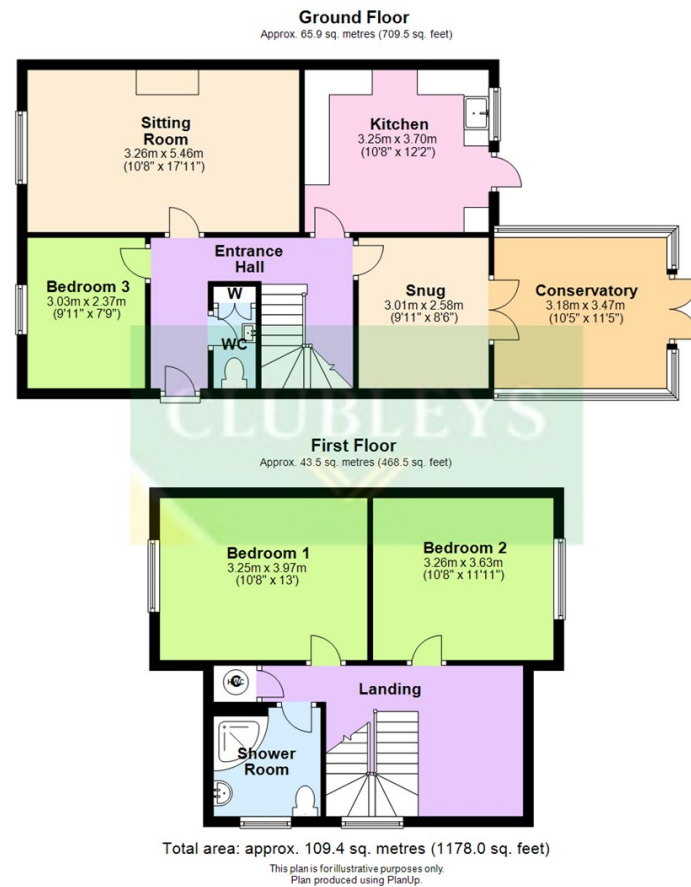 Ground Floor
Approx. 65.9 sq. metres (709.5 sq. feet)
Sitting
Room
3.26m x 5.46m
(10'8" x 17'11")
Kitchen
3.25m x 3.70m
(10'8" x 12'2")
Entrance
Hall
Bedroom 3
3.03m x 2.37m
(9'11" x 7'9")
W
WC
Snug
3.01m x 2.58m
(9'11" x 8'6")
Conservatory
3.18m x 3.47m
(10'5" x 11'5")
CLUBLEYS
First Floor
Approx. 43.5 sq. metres (468.5 sq. feet)
Bedroom 1
3.25m x 3.97m
(10'8" x 13')
Bedroom 2
3.26m x 3.63m
(10'8" x 11'11")
Landing
Shower
Room
Total area: approx. 109.4 sq. metres (1178.0 sq. feet)
This plan is for illustrative purposes only.
Plan produced using PlanUp.